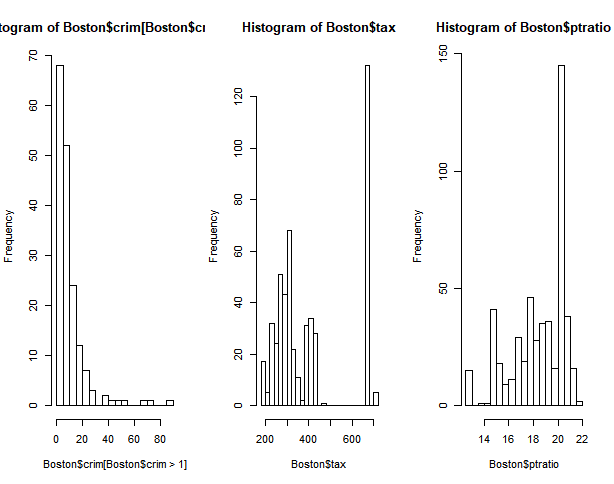 togram of Boston$crim[Boston$cr
Histogram of Boston$tax
Histogram of Boston$ptratio
Frequency
0 10 20 30 40 50 60 70
0 20 40 60 80
Boston$crim[Boston$crim > 1]
Frequency
0 20 40 60 80 100 120
200 400 600
Boston$tax
Frequency
0 50 100 150
14 16 18 20 22
Boston$ptratio